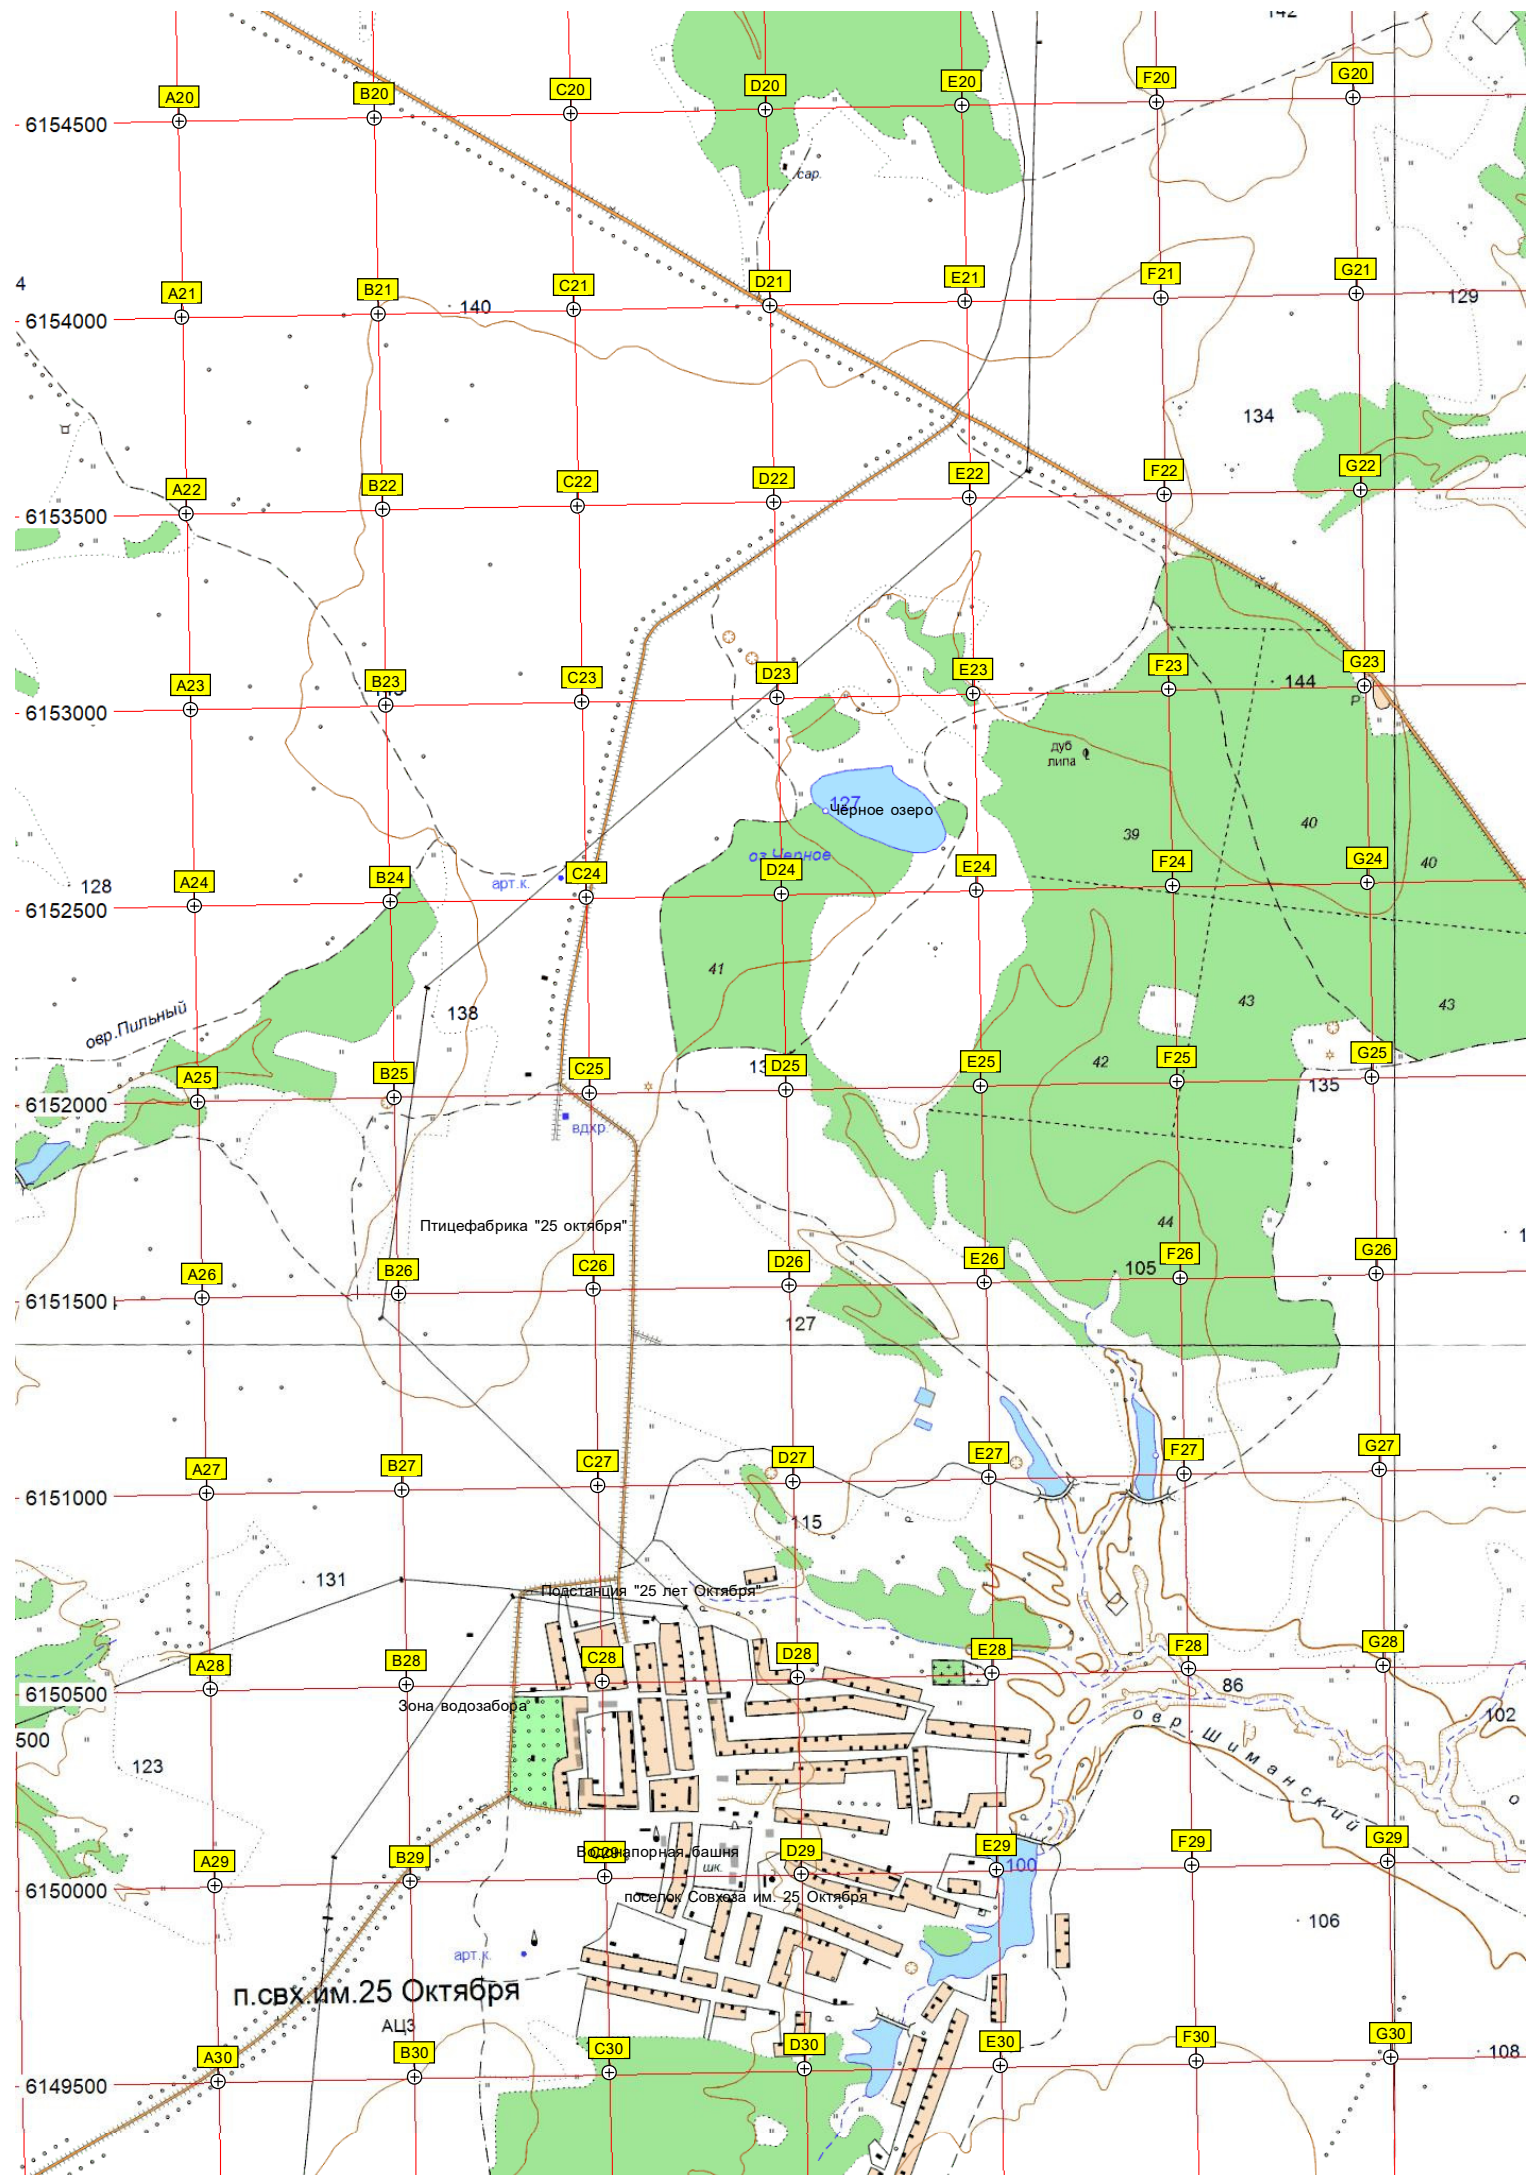 142
A20 B20 C20 D20 E20 F20 G20
6154500
сар.
4
A21 B21 C21 D21 E21 F21 G21
140
129
6154000
134
A22 B22 C22 D22 E22 F22 G22
6153500
A23 B23 C23 D23 E23 F23 G23
144
Р
6153000
дуб
липа
127
Чёрное озеро
39
40
оз.Черное
40
A24 B24 C24 D24 E24 F24 G24
арт.к.
128
6152500
41
43
43
138
овр.Пильный
42
A25 B25 C25 D25 E25 F25 G25
135
6152000
вдхр.
44
Птицефабрика "25 октября"
A26 B26 C26 D26 E26 F26 G26
105
6151500
127
A27 B27 C27 D27 E27 F27 G27
6151000
115
р
131
Подстанция "25 лет Октября"
р
р
A28 B28 C28 D28 E28 F28 G28
6150500
86
Зона водозабора
102
овр.Шиманский
о
500
123
A29 B29 C29 D29 E29 F29 G29
Водонапорная башня
шк.
100
6150000
поселок Совхоза им. 25 Октября
106
арт.к.
п.свх.им.25 Октября
АЦЗ
р
A30 B30 C30 D30 E30 F30 G30
108
6149500